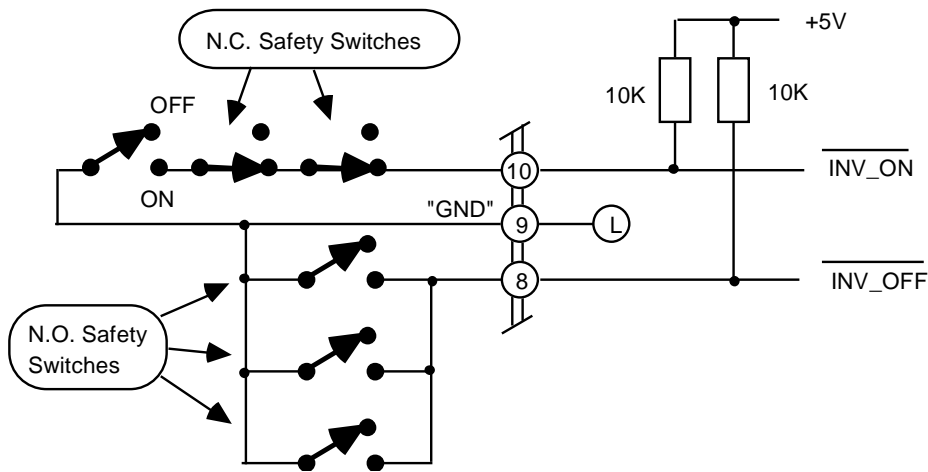 N.C. Safety Switches
+5V
10K
10K
OFF
ON
10
INV_ON
"GND"
9
L
8
INV_OFF
N.O. Safety
Switches